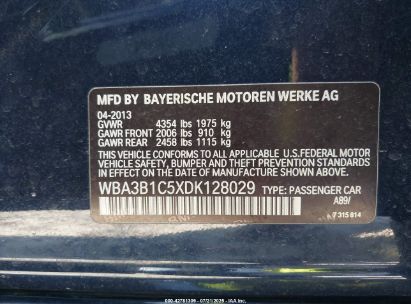 MFD BY BAYERISCHE MOTOREN WERKE AG
04-2013
GVWR 4354 lbs 1975 kg
GAWR FRONT 2006 lbs 910 kg
GAWR REAR 2458 lbs 1115 kg
THIS VEHICLE CONFORMS TO ALL APPLICABLE U.S.FEDERAL MOTOR
VEHICLE SAFETY, BUMPER AND THEFT PREVENTION STANDARDS
IN EFFECT ON THE DATE OF MANUFACTURE SHOWN ABOVE.
WBA3B1C5XDK128029 TYPE: PASSENGER CAR
A89/
7 315 814